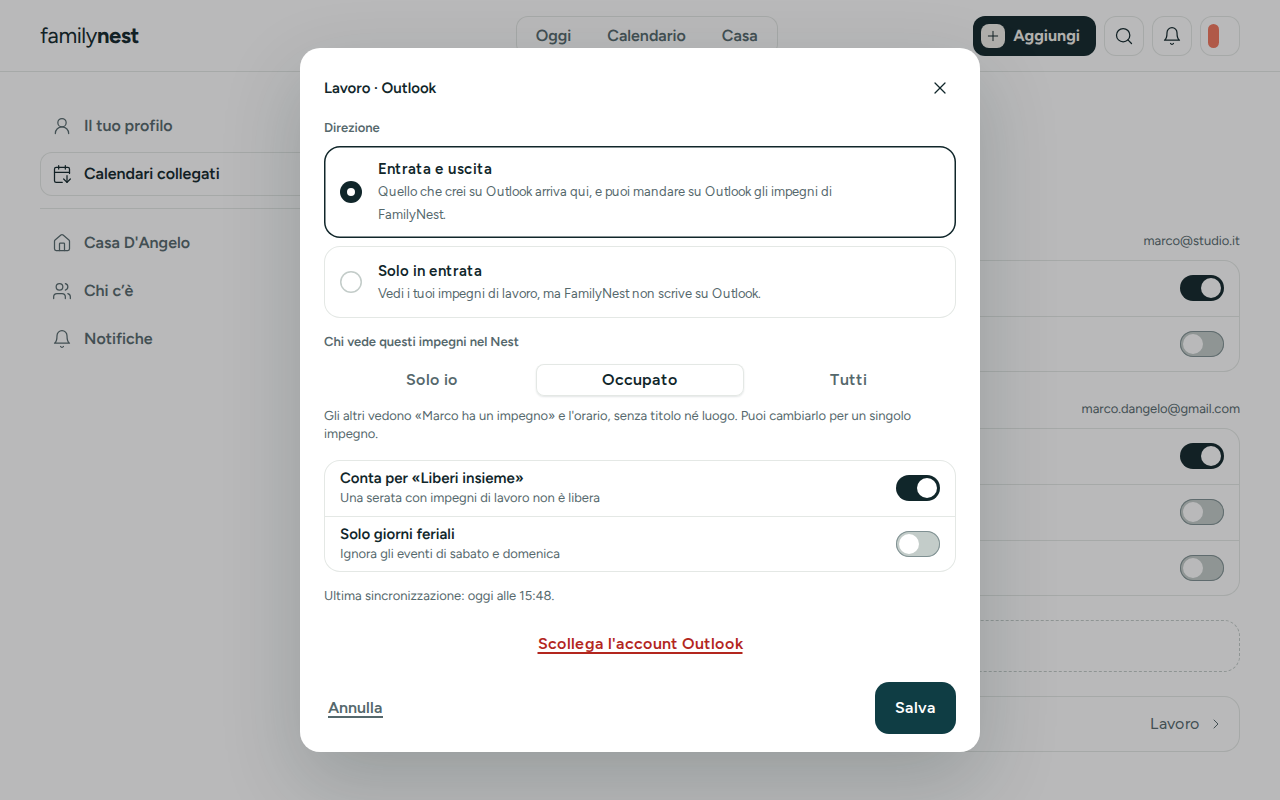 familynest
Oggi
Calendario
Casa
Aggiungi
Il tuo profilo
Calendari collegati
Casa D'Angelo
Chi c'è
Notifiche
marco@studio.it
marco.dangelo@gmail.com
Lavoro
Lavoro · Outlook
Direzione
Entrata e uscita
Quello che crei su Outlook arriva qui, e puoi mandare su Outlook gli impegni di
FamilyNest.
Solo in entrata
Vedi i tuoi impegni di lavoro, ma FamilyNest non scrive su Outlook.
Chi vede questi impegni nel Nest
Solo io
Occupato
Tutti
Gli altri vedono «Marco ha un impegno» e l'orario, senza titolo né luogo. Puoi cambiarlo per un singolo
impegno.
Conta per «Liberi insieme»
Una serata con impegni di lavoro non è libera
Solo giorni feriali
Ignora gli eventi di sabato e domenica
Ultima sincronizzazione: oggi alle 15:48.
Scollega l'account Outlook
Annulla
Salva